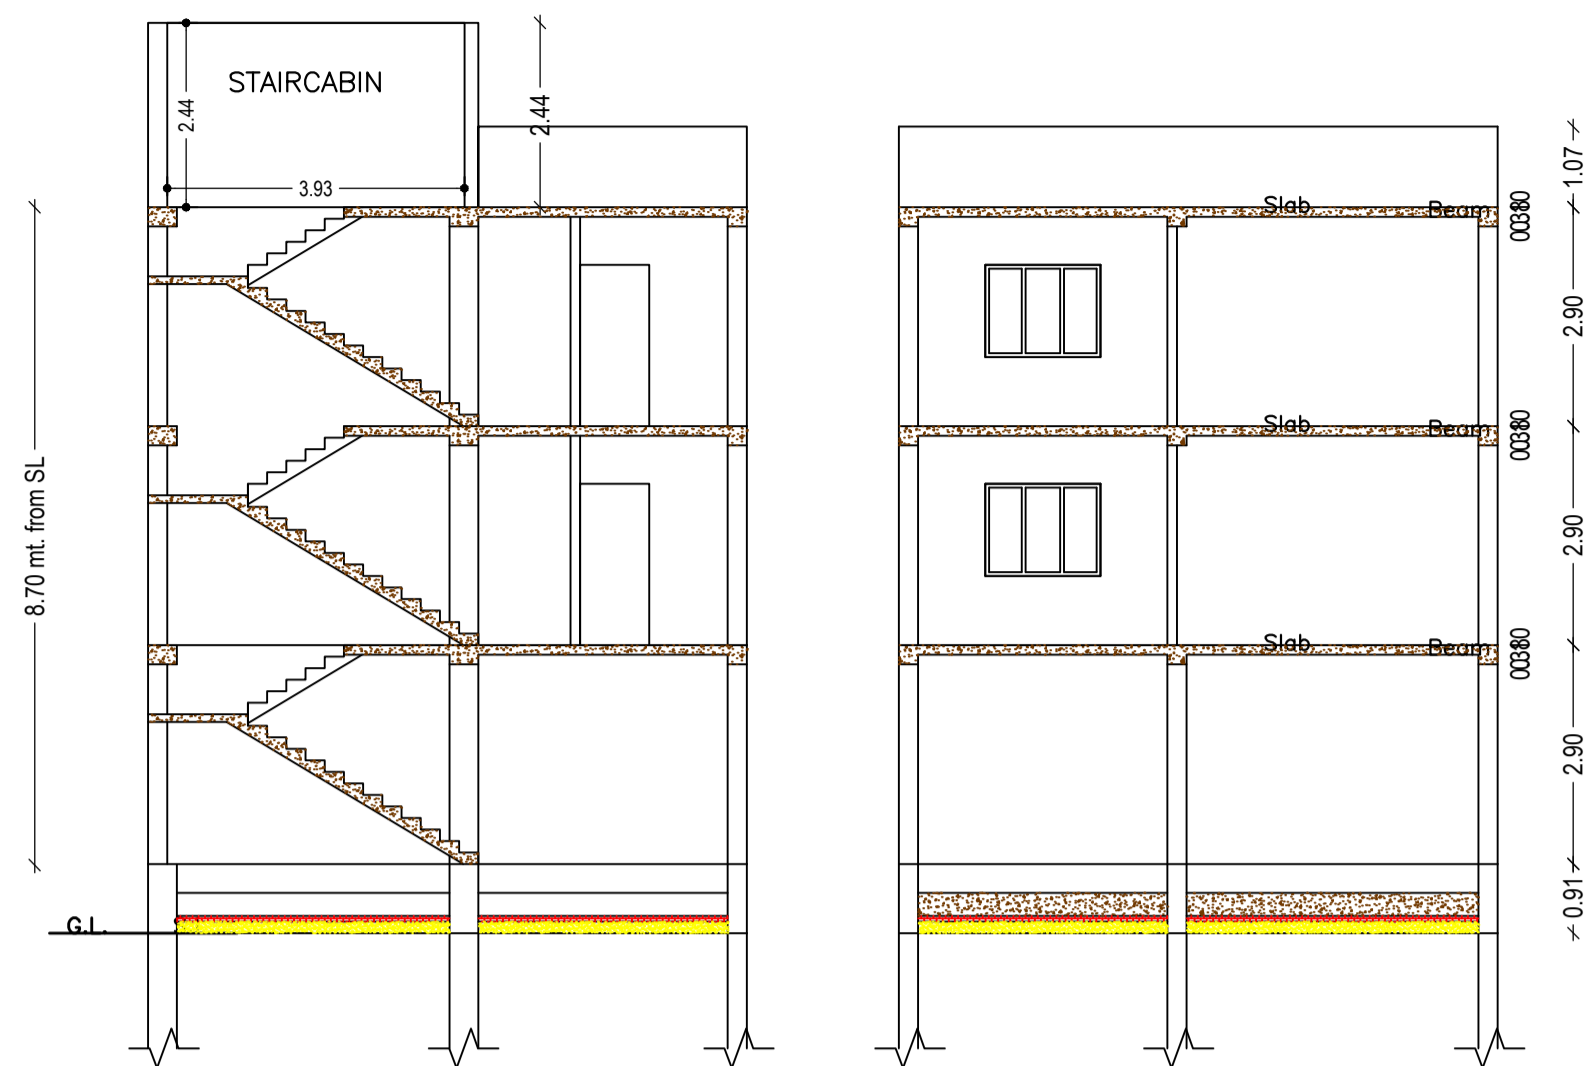 STAIRCABIN
2.44
2.44
3.93
8.70 mt. from SL
G.L.
Slab
Beam
Slab
Beam
Slab
Beam
1.07
2.90
2.90
2.90
0.91